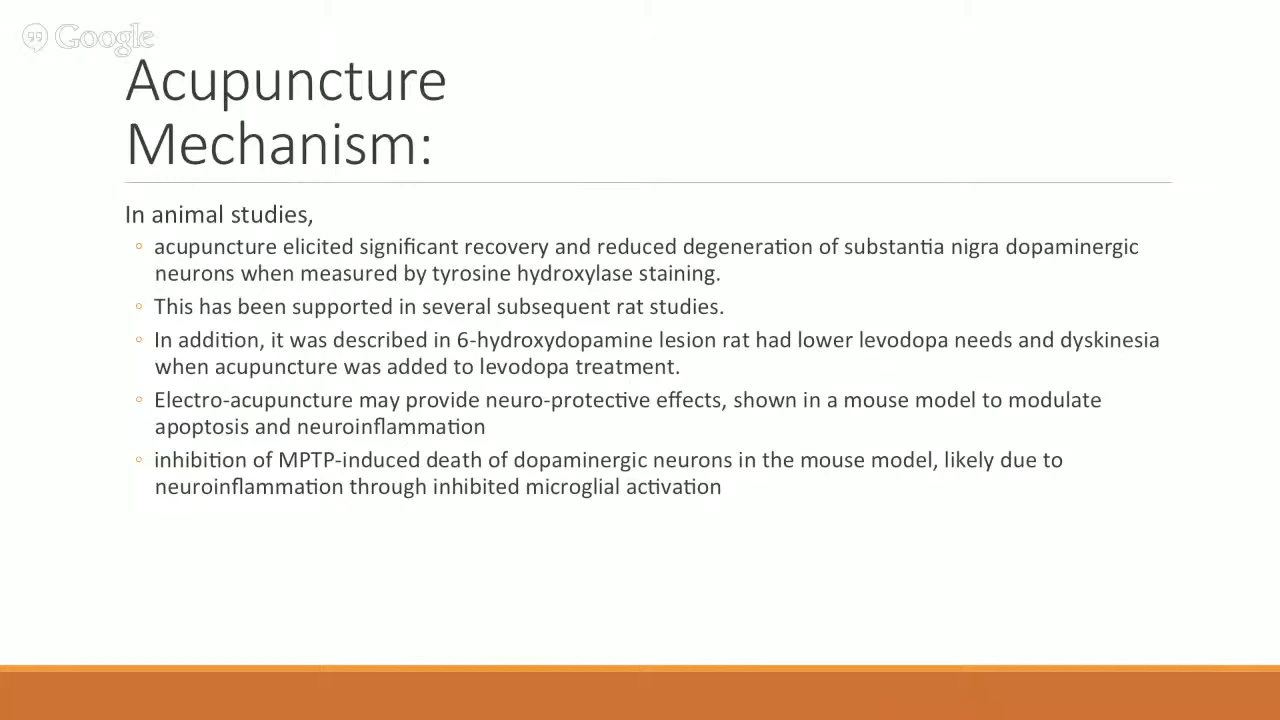 Google
Acupuncture
Mechanism:
In animal studies,
◦ acupuncture elicited significant recovery and reduced degeneration of substantia nigra dopaminergic
neurons when measured by tyrosine hydroxylase staining.
◦ This has been supported in several subsequent rat studies.
◦ In addition, it was described in 6-hydroxydopamine lesion rat had lower levodopa needs and dyskinesia
when acupuncture was added to levodopa treatment.
◦ Electro-acupuncture may provide neuro-protective effects, shown in a mouse model to modulate
apoptosis and neuroinflammation
◦ inhibition of MPTP-induced death of dopaminergic neurons in the mouse model, likely due to
neuroinflammation through inhibited microglial activation